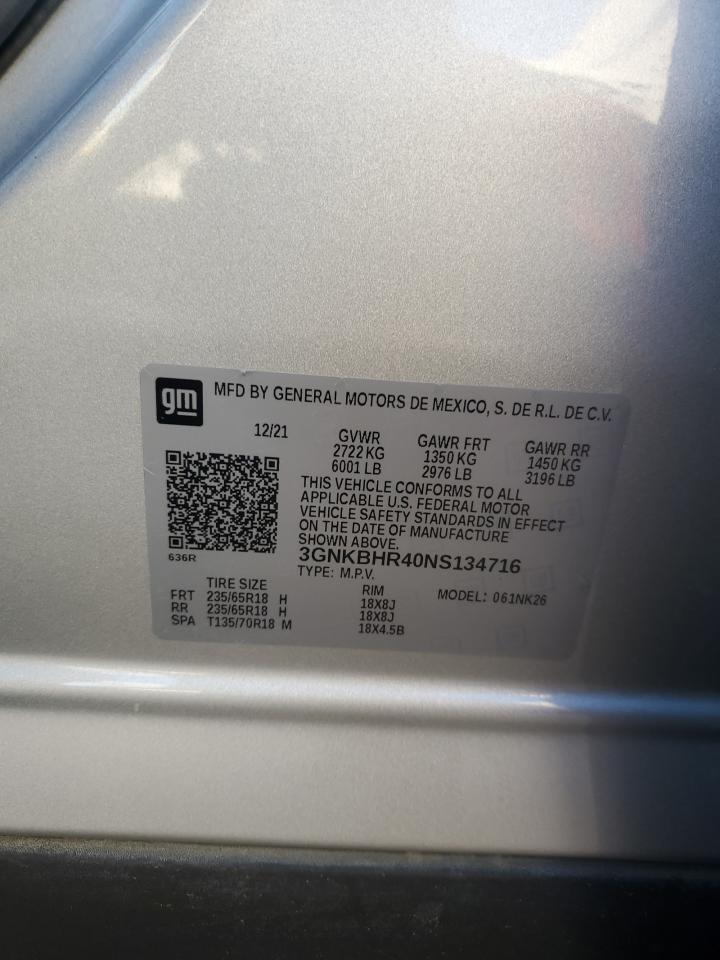 gm
MFD BY GENERAL MOTORS DE MEXICO, S. DE R.L. DE C.V.
12/21 GVWR GAWR FRT GAWR RR
2722 KG 1350 KG 1450 KG
6001 LB 2976 LB 3196 LB
THIS VEHICLE CONFORMS TO ALL
APPLICABLE U.S. FEDERAL MOTOR
VEHICLE SAFETY STANDARDS IN EFFECT
ON THE DATE OF MANUFACTURE
SHOWN ABOVE.
636R
3GNKBHR40NS134716
TYPE: M.P.V.
TIRE SIZE RIM MODEL: 061NK26
FRT 235/65R18 H 18X8J
RR 235/65R18 H 18X8J
SPA T135/70R18 M 18X4.5B